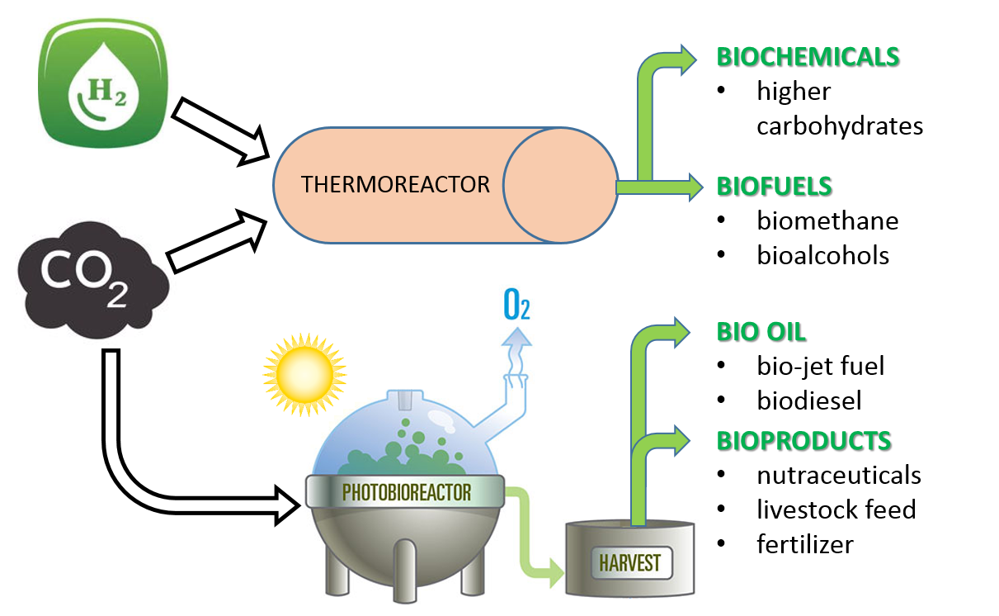 H2
CO2
THERMOREACTOR
BIOCHEMICALS
• higher
carbohydrates
BIOFUELS
• biomethane
• bioalcohols
O2
PHOTOBIOREACTOR
HARVEST
BIO OIL
• bio-jet fuel
• biodiesel
BIOPRODUCTS
• nutraceuticals
• livestock feed
• fertilizer